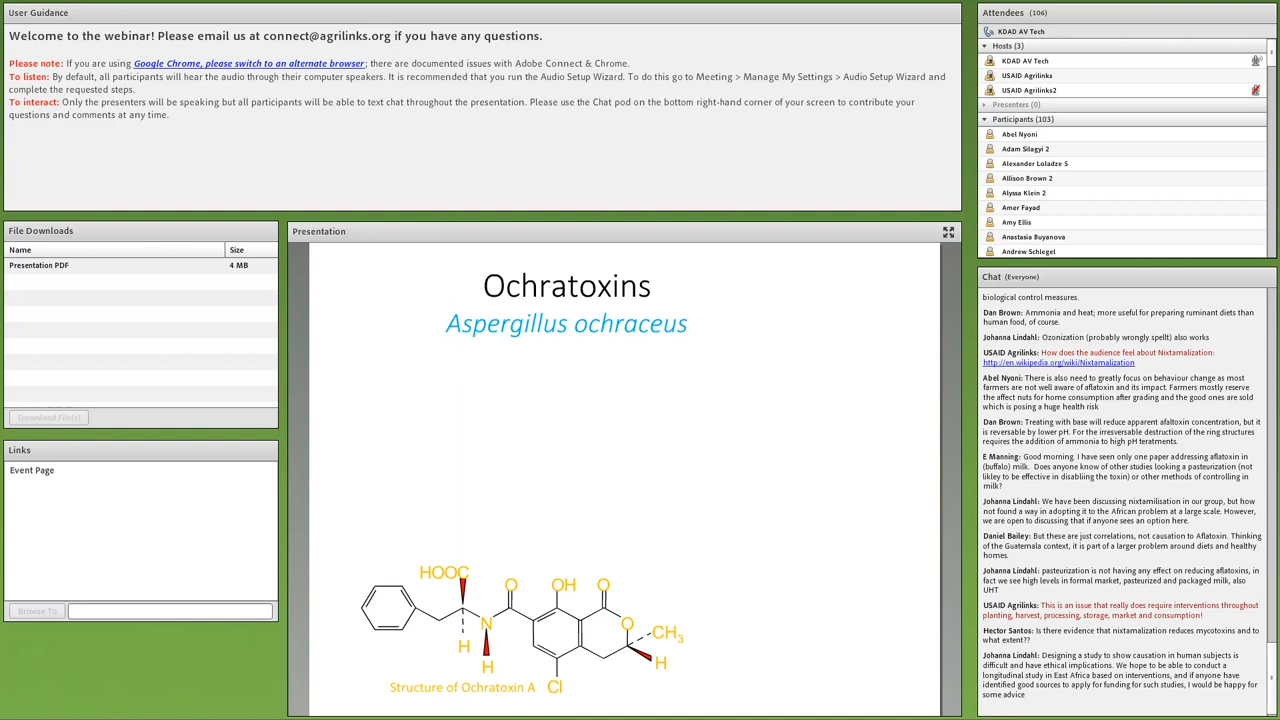 User Guidance
Welcome to the webinar! Please email us at connect@agrilinks.org if you have any questions.
Please note: If you are using Google Chrome, please switch to an alternate browser; there are documented issues with Adobe Connect & Chrome.
To listen: By default, all participants will hear the audio through their computer speakers. It is recommended that you run the Audio Setup Wizard. To do this go to Meeting > Manage My Settings > Audio Setup Wizard and
complete the requested steps.
To interact: Only the presenters will be speaking but all participants will be able to text chat throughout the presentation. Please use the Chat pod on the bottom right-hand corner of your screen to contribute your
questions and comments at any time.
File Downloads
Name Size
Presentation PDF 4 MB
Download File(s)
Links
Event Page
Browse To
Presentation
Ochratoxins
Aspergillus ochraceus
HOOC
O
OH
O
N
O
CH3
H
H
H
Cl
Structure of Ochratoxin A
Attendees (106)
KDAD AV Tech
Hosts (3)
KDAD AV Tech
USAID Agrilinks
USAID Agrilinks2
Presenters (0)
Participants (103)
Abel Nyoni
Adam Silagyi 2
Alexander Loladze 5
Allison Brown 2
Alyssa Klein 2
Amer Fayad
Amy Ellis
Anastasia Buyanova
Andrew Schlegel
Chat (Everyone)
biological control measures.
Dan Brown: Ammonia and heat; more useful for preparing ruminant diets than
human food, of course.
Johanna Lindahl: Ozonization (probably wrongly spellt) also works
USAID Agrilinks: How does the audience feel about Nixtamalization:
http://en.wikipedia.org/wiki/Nixtamalization
Abel Nyoni: There is also need to greatly focus on behaviour change as most
farmers are not well aware of aflatoxin and its impact. Farmers mostly reserve
the affect nuts for home consumption after grading and the good ones are sold
which is posing a huge health risk
Dan Brown: Treating with base will reduce apparent afaltoxin concentration, but it
is reversable by lower pH. For the irresversable destruction of the ring structures
requires the addition of ammonia to high pH teratments.
E Manning: Good morning. I have seen only one paper addressing aflatoxin in
(buffalo) milk. Does anyone know of other studies looking a pasteurization (not
likley to be effective in disabliing the toxin) or other methods of controlling in
milk?
Johanna Lindahl: We have been discussing nixtamilisation in our group, but how
not found a way in adopting it to the African problem at a large scale. However,
we are open to discussing that if anyone sees an option here.
Daniel Bailey: But these are just correlations, not causation to Aflatoxin. Thinking
of the Guatemala context, it is part of a larger problem around diets and healthy
homes.
Johanna Lindahl: pasteurization is not having any effect on reducing aflatoxins, in
fact we see high levels in formal market, pasteurized and packaged milk, also
UHT
USAID Agrilinks: This is an issue that really does require interventions throughout
planting, harvest, processing, storage, market and consumption!
Hector Santos: Is there evidence that nixtamalization reduces mycotoxins and to
what extent??
Johanna Lindahl: Designing a study to show causation in human subjects is
difficult and have ethical implications. We hope to be able to conduct a
longitudinal study in East Africa based on interventions, and if anyone have
identified good sources to apply for funding for such studies, I would be happy for
some advice